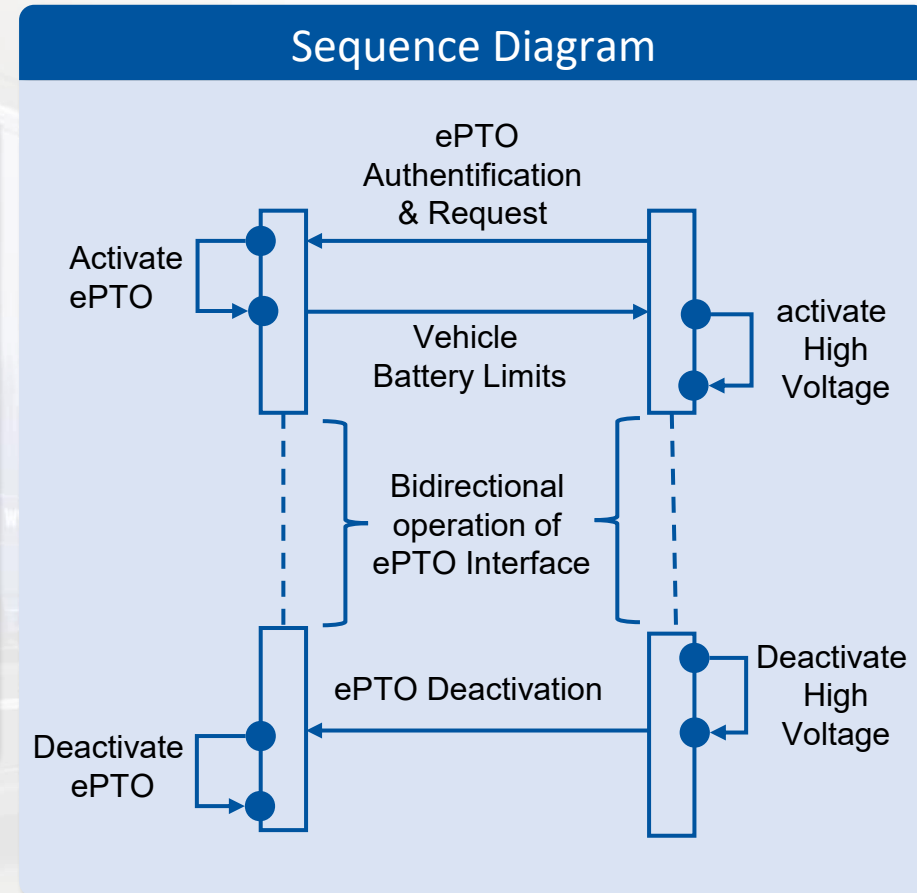 Sequence Diagram
ePTO
Authentification
& Request
Activate
ePTO
Vehicle
Battery Limits
activate
High
Voltage
Bidirectional
operation of
ePTO Interface
ePTO Deactivation
Deactivate
High
Voltage
Deactivate
ePTO